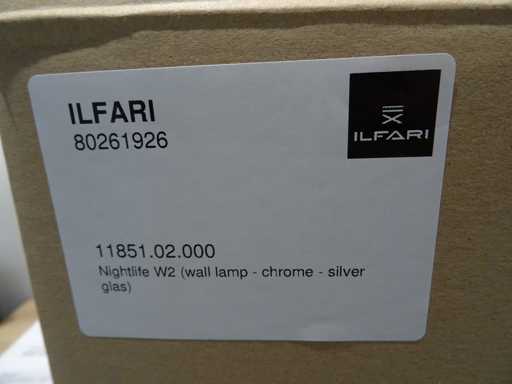 ILFARI
80261926
ILFARI
11851.02.000
Nightlife W2 (wall lamp - chrome - silver
glas)